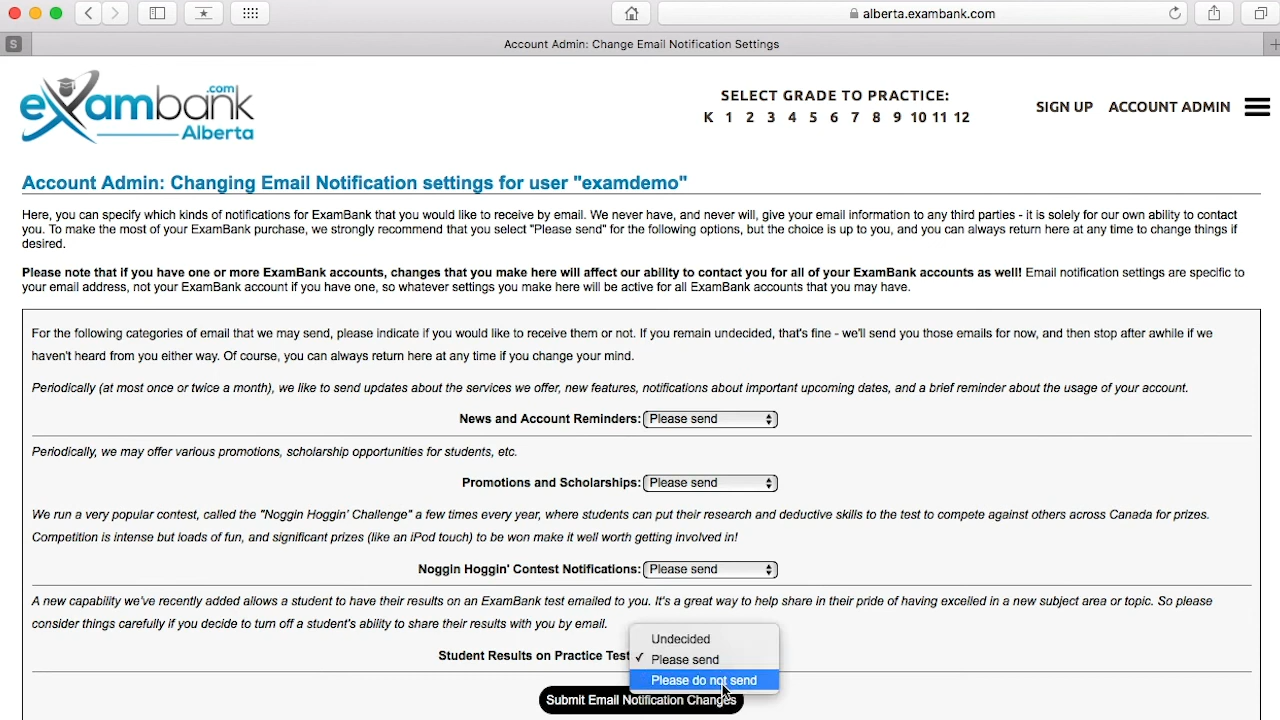 alberta.exambank.com
S
Account Admin: Change Email Notification Settings
exambank
.com
Alberta
SELECT GRADE TO PRACTICE:
K 1 2 3 4 5 6 7 8 9 10 11 12
SIGN UP ACCOUNT ADMIN
Account Admin: Changing Email Notification settings for user "examdemo"
Here, you can specify which kinds of notifications for ExamBank that you would like to receive by email. We never have, and never will, give your email information to any third parties - it is solely for our own ability to contact
you. To make the most of your ExamBank purchase, we strongly recommend that you select "Please send" for the following options, but the choice is up to you, and you can always return here at any time to change things if
desired.
Please note that if you have one or more ExamBank accounts, changes that you make here will affect our ability to contact you for all of your ExamBank accounts as well! Email notification settings are specific to
your email address, not your ExamBank account if you have one, so whatever settings you make here will be active for all ExamBank accounts that you may have.
For the following categories of email that we may send, please indicate if you would like to receive them or not. If you remain undecided, that's fine - we'll send you those emails for now, and then stop after awhile if we
haven't heard from you either way. Of course, you can always return here at any time if you change your mind.
Periodically (at most once or twice a month), we like to send updates about the services we offer, new features, notifications about important upcoming dates, and a brief reminder about the usage of your account.
News and Account Reminders: Please send
Periodically, we may offer various promotions, scholarship opportunities for students, etc.
Promotions and Scholarships: Please send
We run a very popular contest, called the "Noggin Hoggin' Challenge" a few times every year, where students can put their research and deductive skills to the test to compete against others across Canada for prizes.
Competition is intense but loads of fun, and significant prizes (like an iPod touch) to be won make it well worth getting involved in!
Noggin Hoggin' Contest Notifications: Please send
A new capability we've recently added allows a student to have their results on an ExamBank test emailed to you. It's a great way to help share in their pride of having excelled in a new subject area or topic. So please
consider things carefully if you decide to turn off a student's ability to share their results with you by email.
Undecided
Student Results on Practice Test ✓ Please send
Please do not send
Submit Email Notification Changes